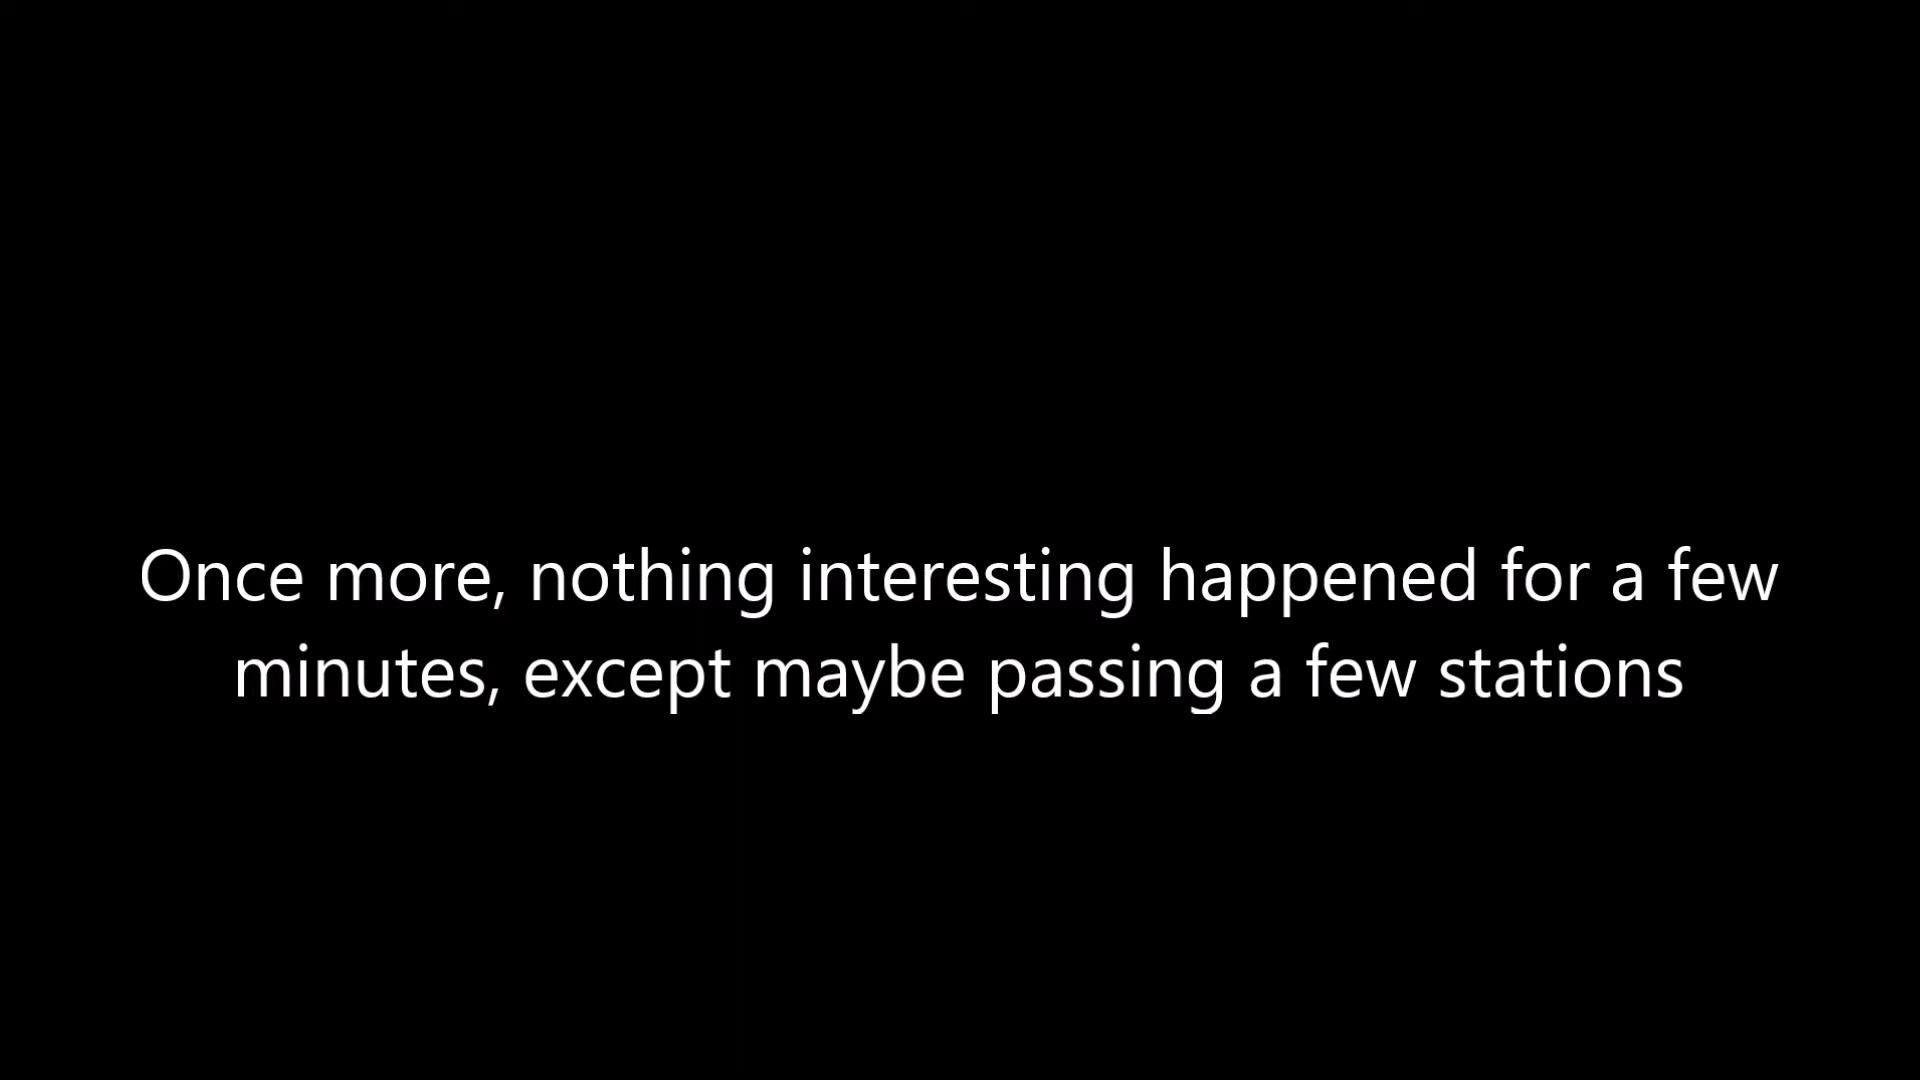 Once more, nothing interesting happened for a few
minutes, except maybe passing a few stations